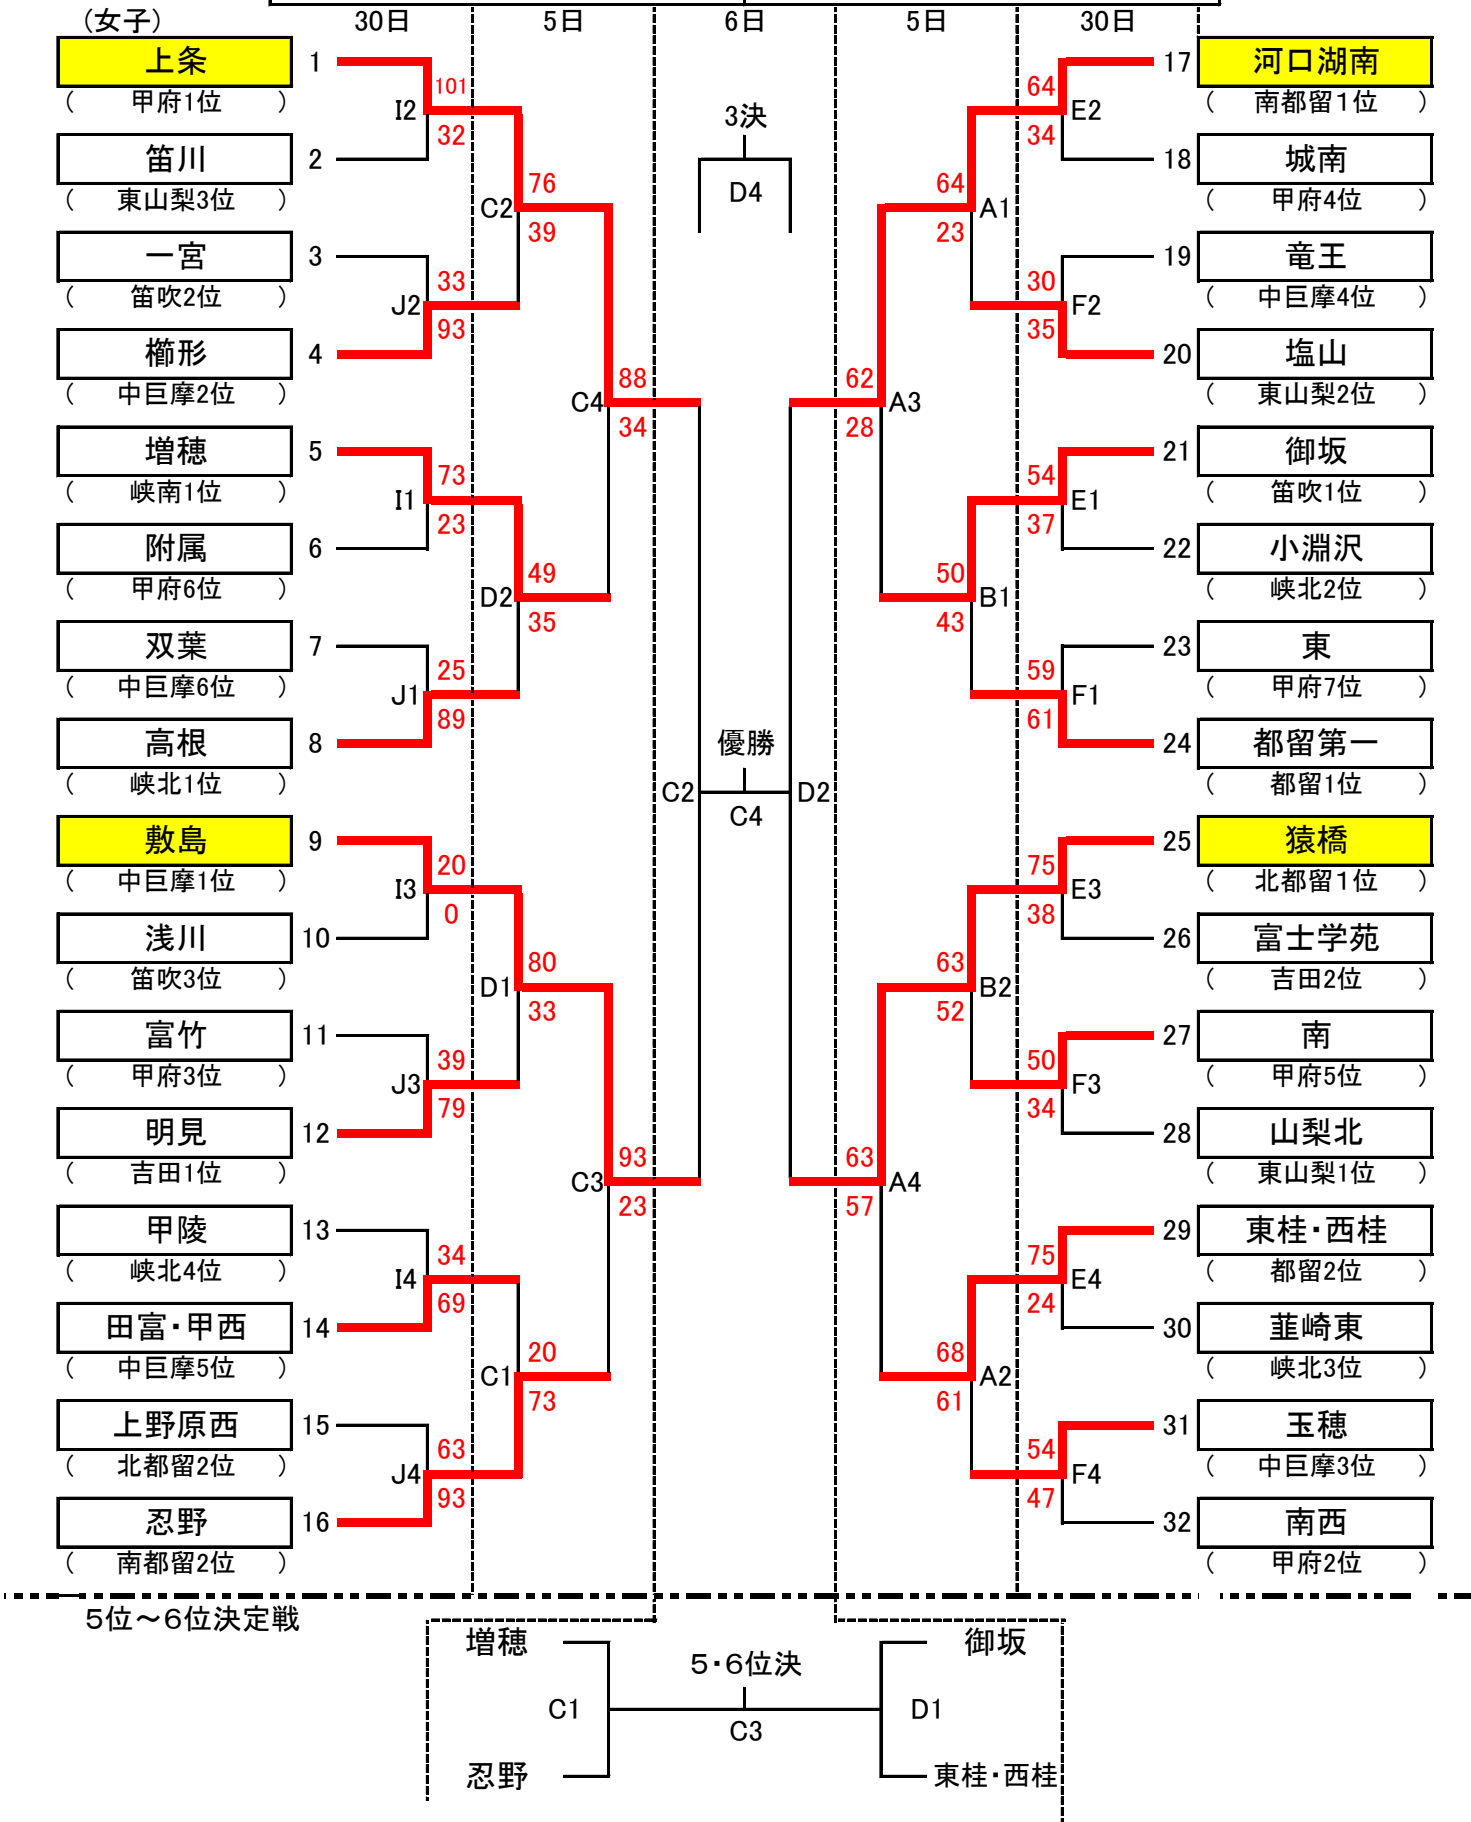 （女子）
30日 5日 6日 5日 30日
上条 1
（ 甲府1位 ）
I2 101
32
笛川 2
（ 東山梨3位 ）
C2 76
39
一宮 3
（ 笛吹2位 ）
J2 33
93
櫛形 4
（ 中巨摩2位 ）
C4 88
34
増穂 5
（ 峡南1位 ）
I1 73
23
附属 6
（ 甲府6位 ）
D2 49
35
双葉 7
（ 中巨摩6位 ）
J1 25
89
高根 8
（ 峡北1位 ）
敷島 9
（ 中巨摩1位 ）
I3 20
0
浅川 10
（ 笛吹3位 ）
D1 80
33
富竹 11
（ 甲府3位 ）
J3 39
79
明見 12
（ 吉田1位 ）
C3 93
23
甲陵 13
（ 峡北4位 ）
I4 34
69
田富・甲西 14
（ 中巨摩5位 ）
C1 20
73
上野原西 15
（ 北都留2位 ）
J4 63
93
忍野 16
（ 南都留2位 ）
3決
D4
優勝
C2 D2
C4
17 河口湖南
（ 南都留1位 ）
64 E2
34
18 城南
（ 甲府4位 ）
64 A1
23
19 竜王
（ 中巨摩4位 ）
30 F2
35
20 塩山
（ 東山梨2位 ）
62 A3
28
21 御坂
（ 笛吹1位 ）
54 E1
37
22 小淵沢
（ 峡北2位 ）
50 B1
43
23 東
（ 甲府7位 ）
59 F1
61
24 都留第一
（ 都留1位 ）
25 猿橋
（ 北都留1位 ）
75 E3
38
26 富士学苑
（ 吉田2位 ）
63 B2
52
27 南
（ 甲府5位 ）
50 F3
34
28 山梨北
（ 東山梨1位 ）
63 A4
57
29 東桂・西桂
（ 都留2位 ）
75 E4
24
30 韮崎東
（ 峡北3位 ）
68 A2
61
31 玉穂
（ 中巨摩3位 ）
54 F4
47
32 南西
（ 甲府2位 ）
5位～6位決定戦
増穂 御坂
5・6位決
C1 D1
C3
忍野 東桂・西桂